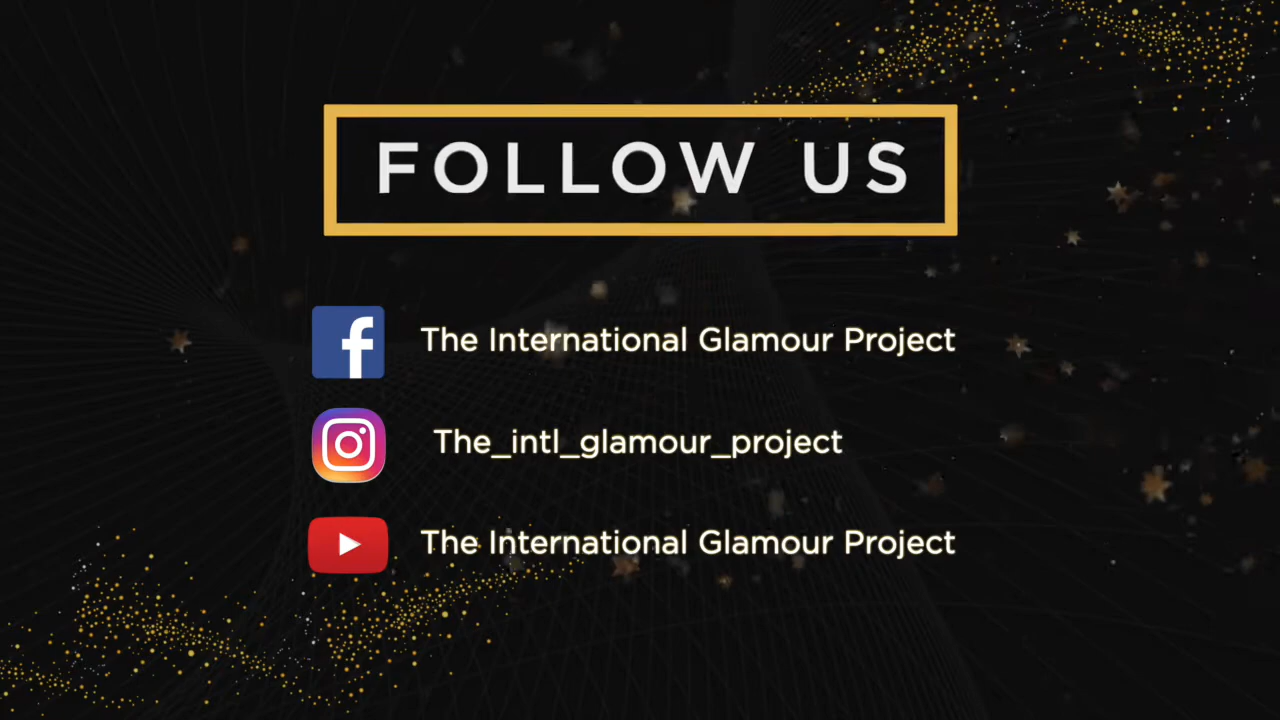 FOLLOW US
The International Glamour Project
The_intl_glamour_project
The International Glamour Project